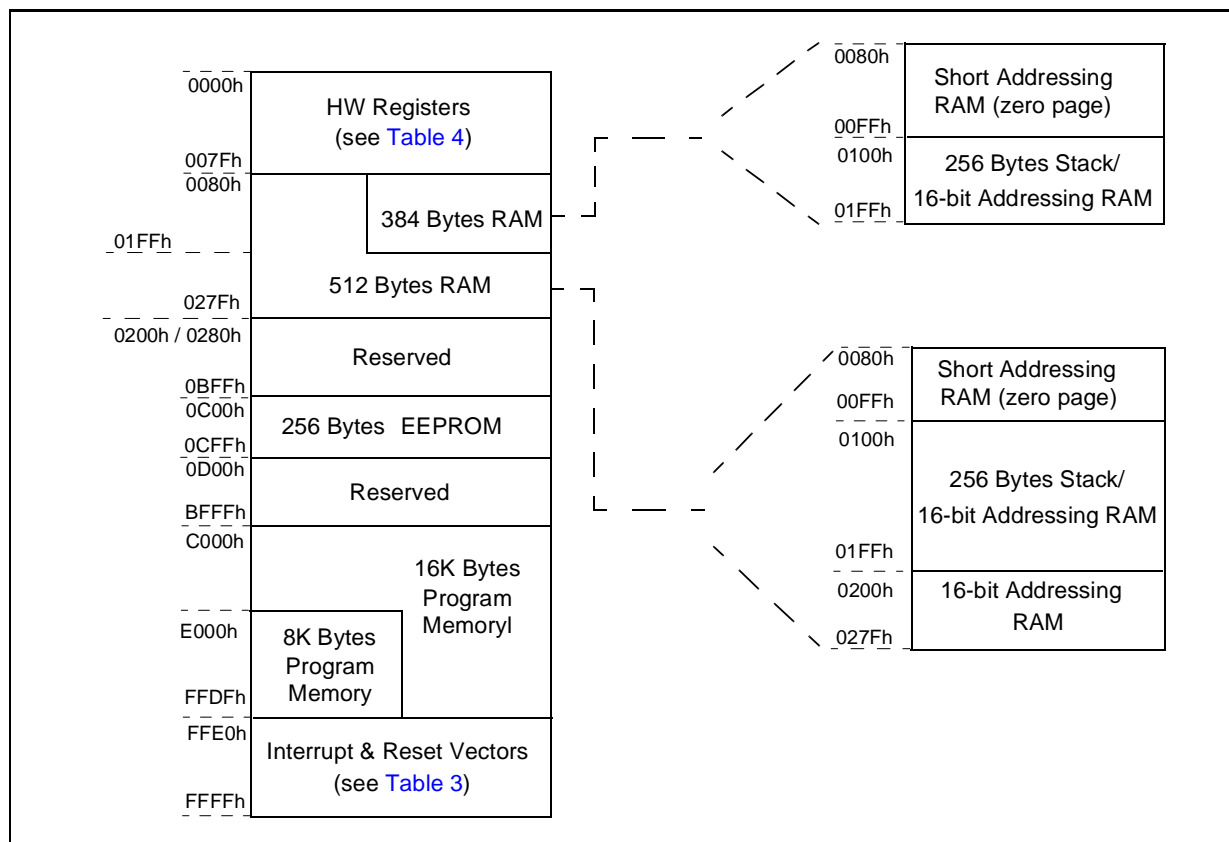 0000h
HW Registers
(see Table 4)
007Fh
0080h
384 Bytes RAM
01FFh
512 Bytes RAM
027Fh
0200h / 0280h
Reserved
0BFFh
0C00h
256 Bytes EEPROM
0CFFh
0D00h
Reserved
BFFFh
C000h
16K Bytes
Program
Memoryl
E000h
8K Bytes
Program
Memory
FFDFh
FFE0h
Interrupt & Reset Vectors
(see Table 3)
FFFFh
0080h
Short Addressing
RAM (zero page)
00FFh
0100h
256 Bytes Stack/
16-bit Addressing RAM
01FFh
0080h
Short Addressing
RAM (zero page)
00FFh
0100h
256 Bytes Stack/
16-bit Addressing RAM
01FFh
0200h
16-bit Addressing
RAM
027Fh